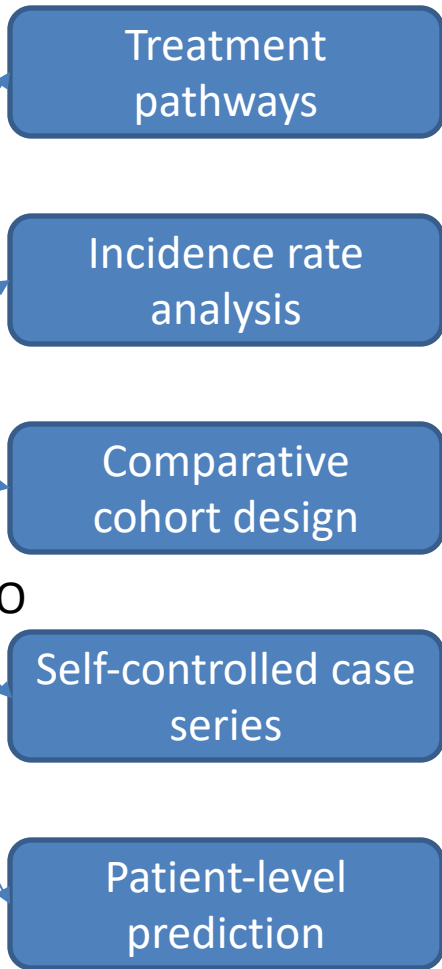 Treatment
pathways
Incidence rate
analysis
Comparative
cohort design
O
Self-controlled case
series
Patient-level
prediction